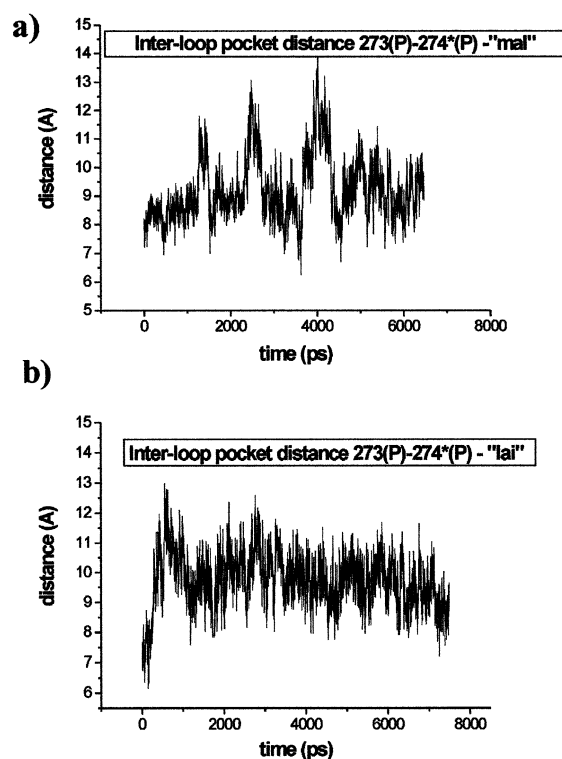 a)
Inter-loop pocket distance 273(P)-274*(P) -"mal"
15
14
13
12
11
10
9
8
7
6
5
distance (A)
0 2000 4000 6000 8000
time (ps)
b)
Inter-loop pocket distance 273(P)-274*(P) - "lai"
15
14
13
12
11
10
9
8
7
6
distance (A)
0 2000 4000 6000 8000
time (ps)